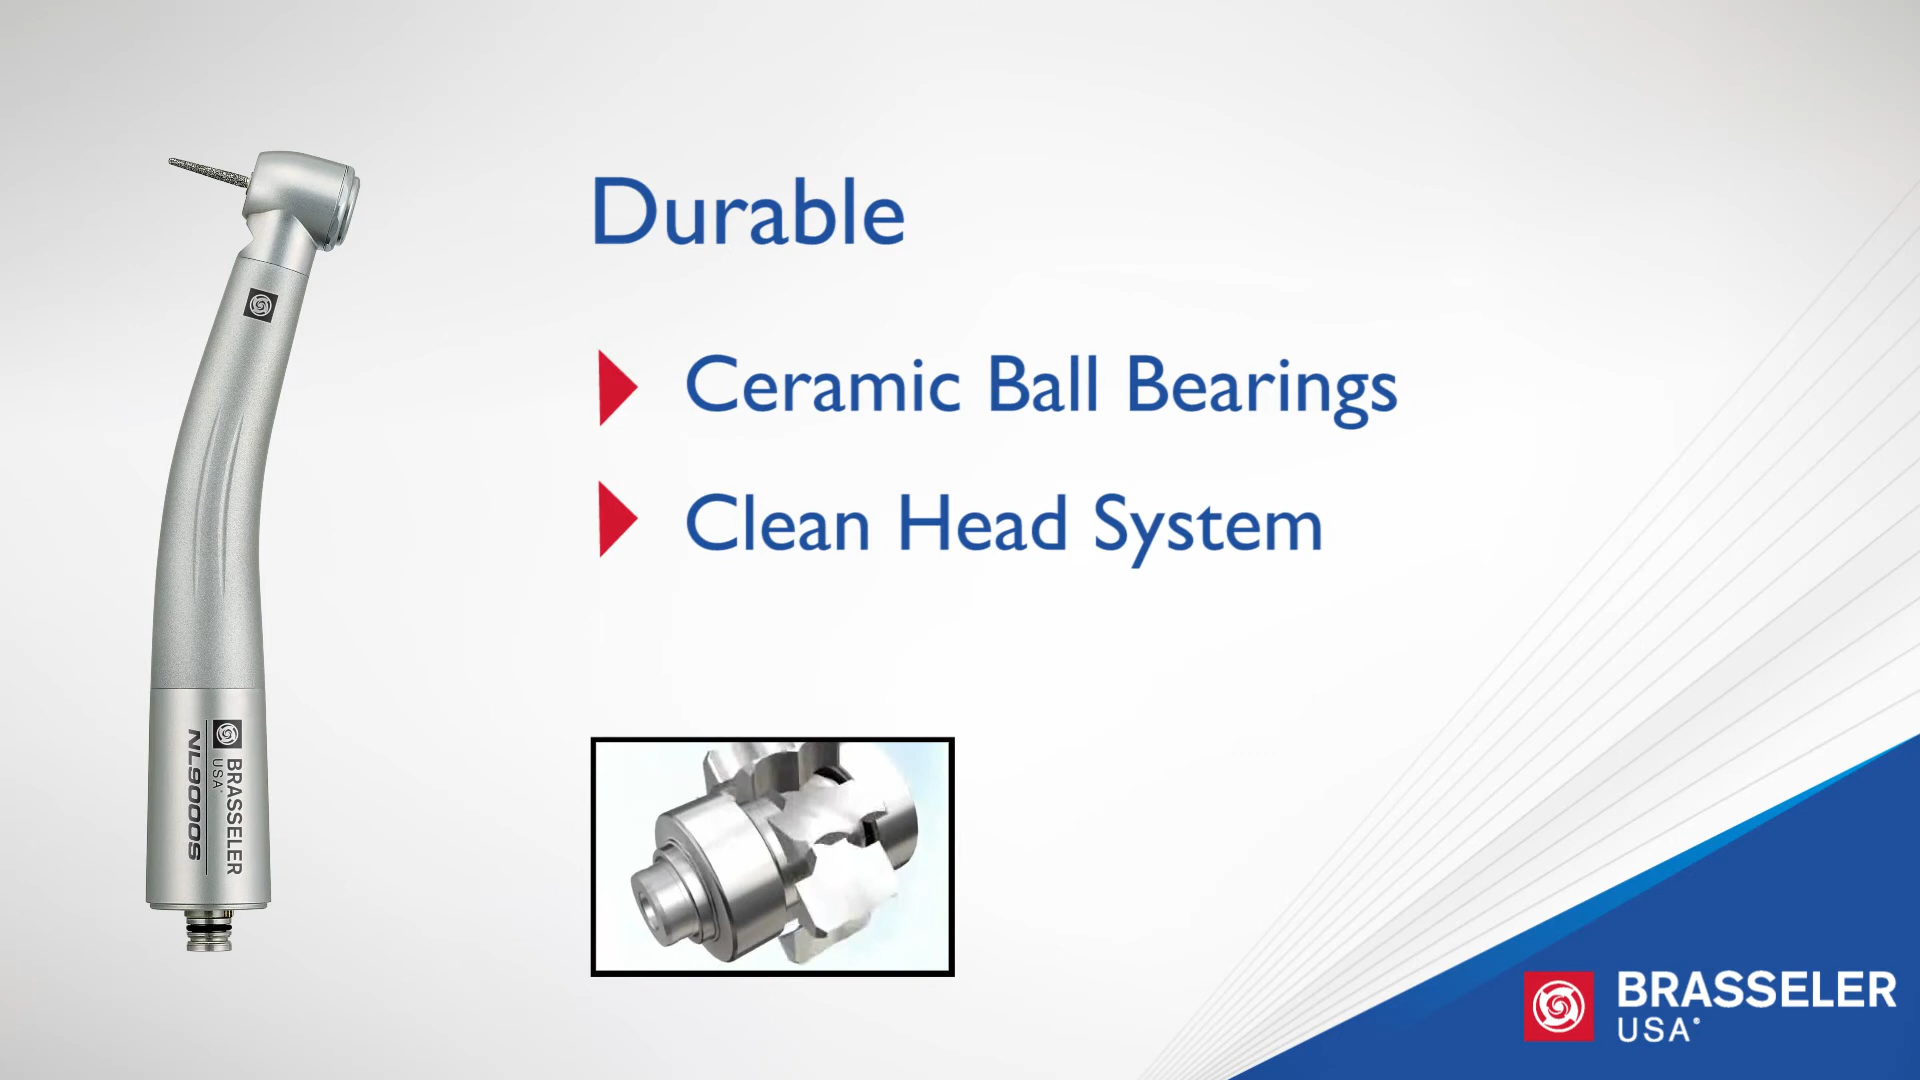 Durable
Ceramic Ball Bearings
Clean Head System
BRASSELER
USA
NL9000S
BRASSELER
USA®